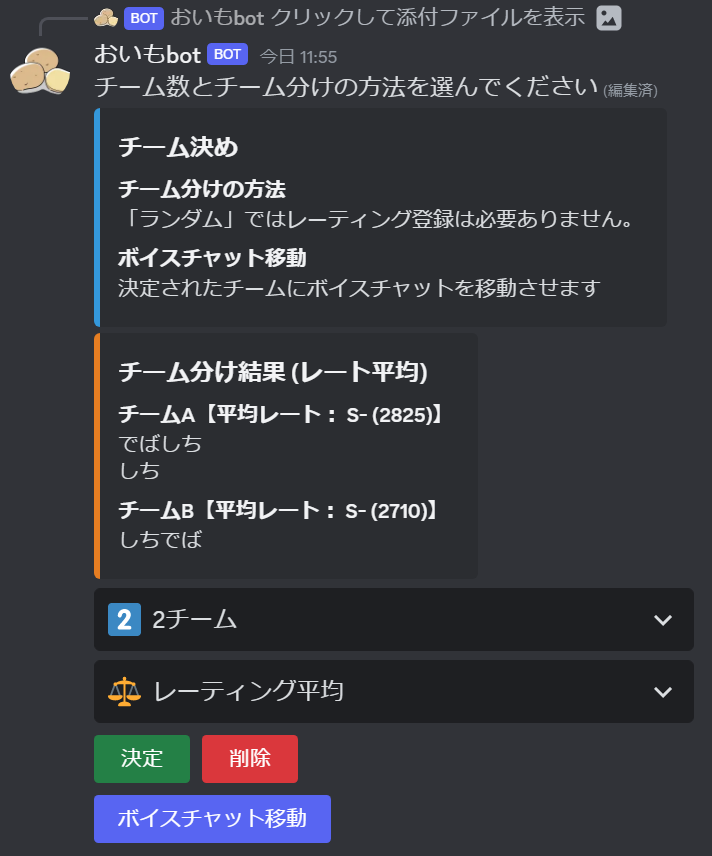 BOT おいもbot クリックして添付ファイルを表示
おいもbot BOT 今日 11:55
チーム数とチーム分けの方法を選んでください (編集済)
チーム決め
チーム分けの方法
「ランダム」ではレーティング登録は必要ありません。
ボイスチャット移動
決定されたチームにボイスチャットを移動させます
チーム分け結果 (レート平均)
チームA【平均レート： S- (2825)】
でばしち
しち
チームB【平均レート： S- (2710)】
しちでば
2 2チーム
レーティング平均
決定 削除
ボイスチャット移動